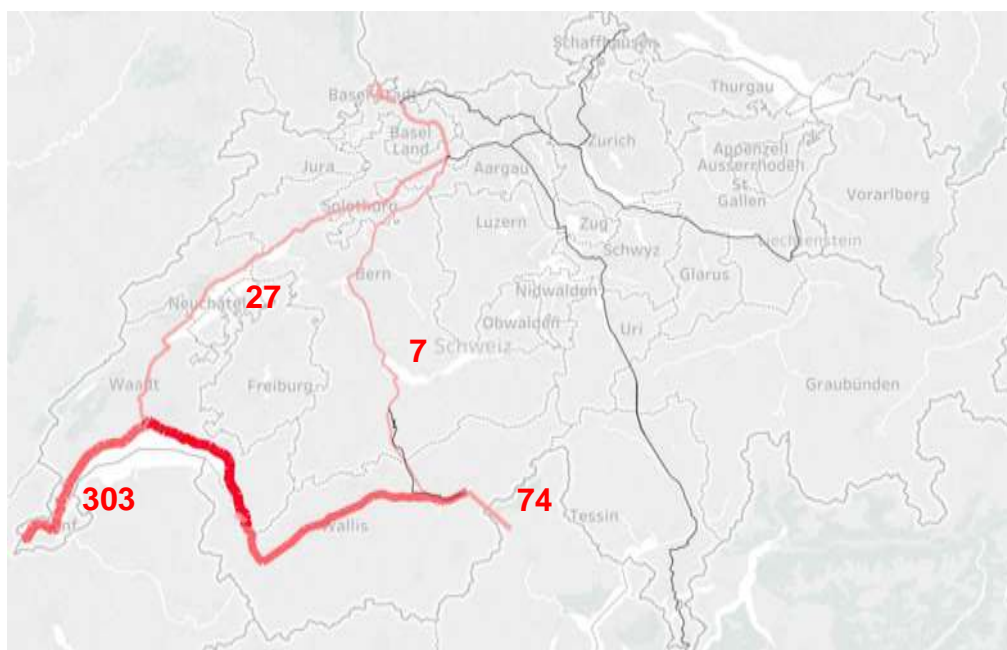 Schaffhausen
Thurgau
Basel-Stadt
Basel
Land
Zurich
Appenzell
Ausserrhoden
Jura
Aargau
St.
Gallen
Vorarlberg
Solothurn
Luzern
Zug
Schwyz
Liechtenstein
Bern
Glarus
Nidwalden
27
Neuchâtel
Obwalden
Uri
7
Schweiz
Waadt
Freiburg
Graubünden
303
74
Tessin
Wallis